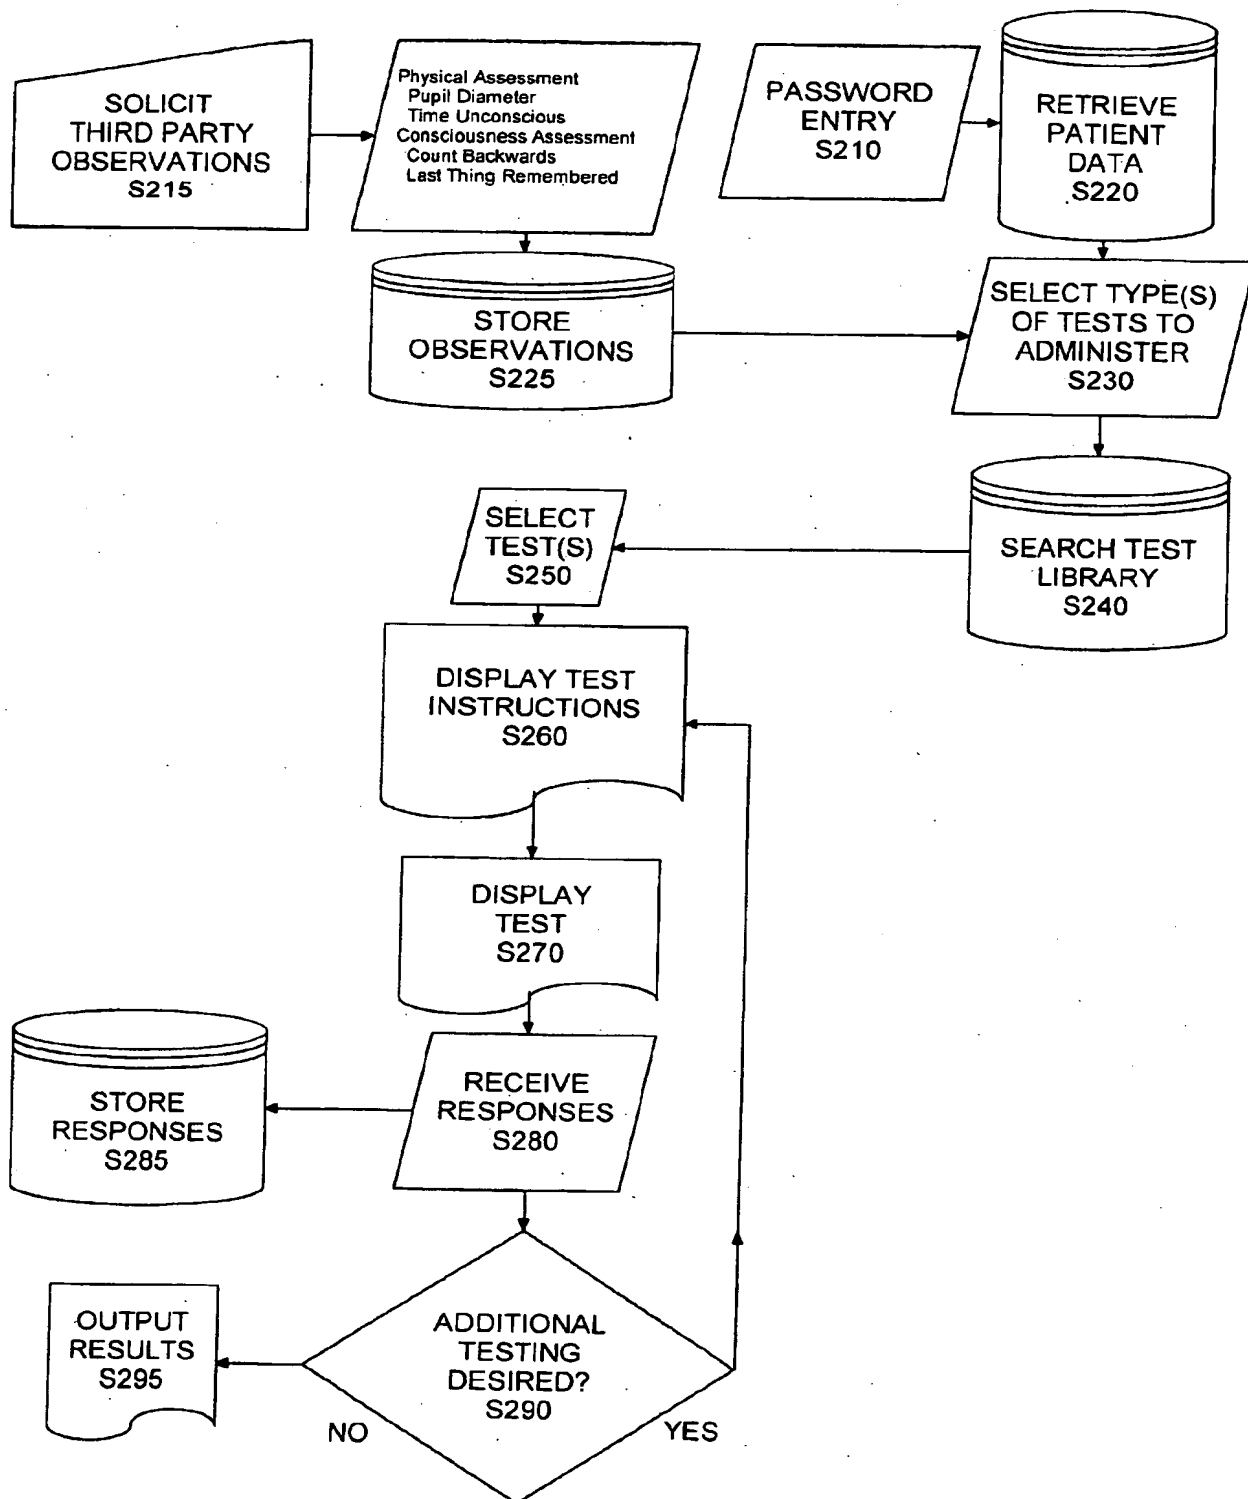 SOLICIT
THIRD PARTY
OBSERVATIONS
S215
Physical Assessment
Pupil Diameter
Time Unconscious
Consciousness Assessment
Count Backwards
Last Thing Remembered
PASSWORD
ENTRY
S210
RETRIEVE
PATIENT
DATA
S220
STORE
OBSERVATIONS
S225
SELECT TYPE(S)
OF TESTS TO
ADMINISTER
S230
SELECT
TEST(S)
S250
SEARCH TEST
LIBRARY
S240
DISPLAY TEST
INSTRUCTIONS
S260
DISPLAY
TEST
S270
STORE
RESPONSES
S285
RECEIVE
RESPONSES
S280
OUTPUT
RESULTS
S295
ADDITIONAL
TESTING
DESIRED?
S290
NO
YES